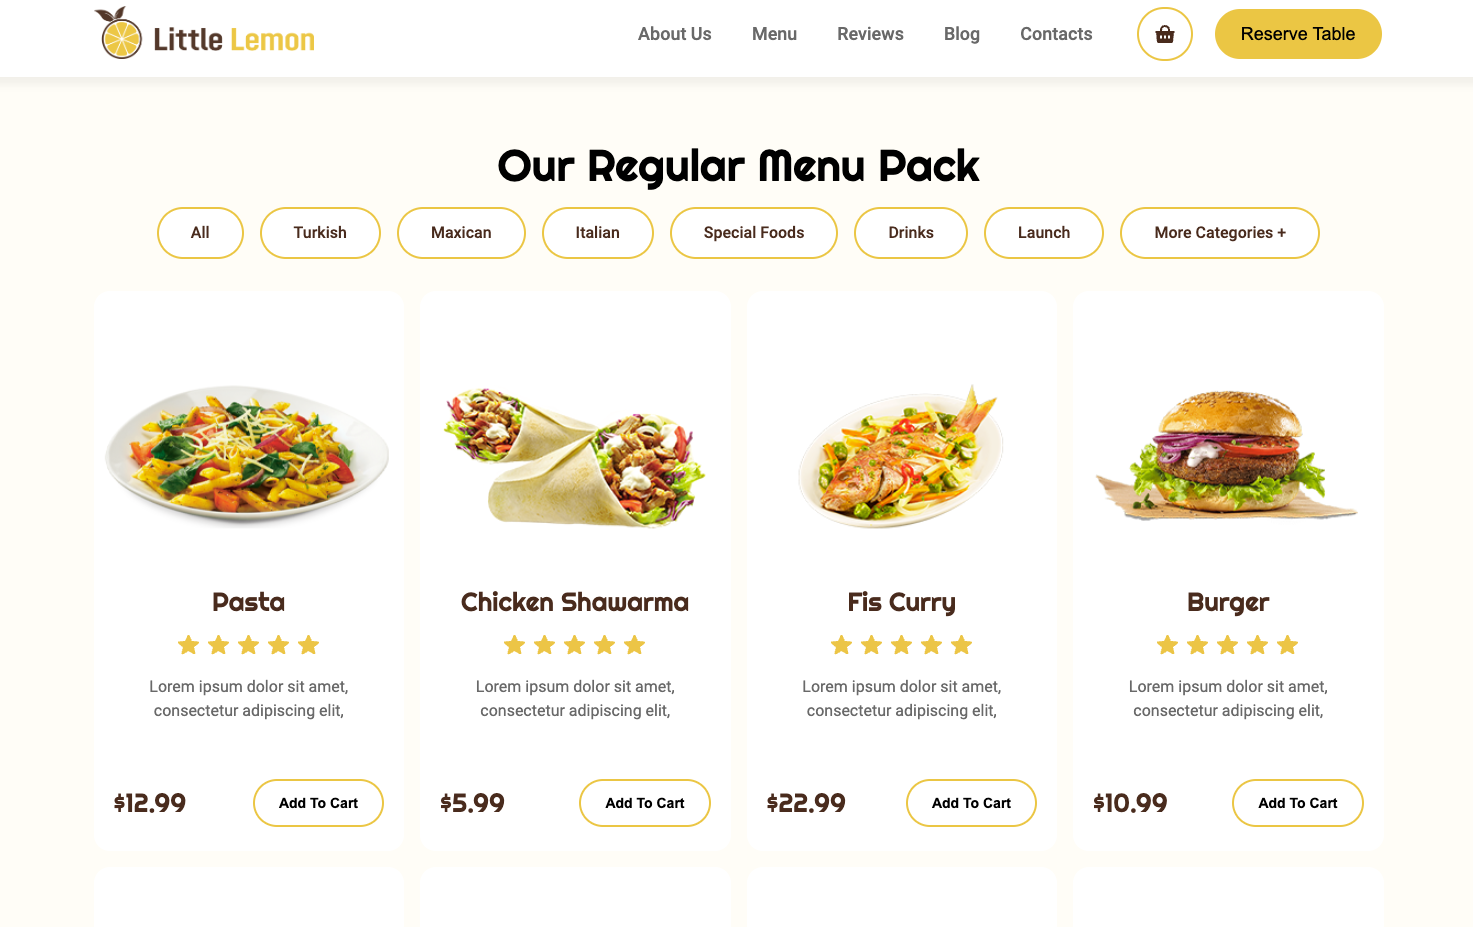 Little Lemon
About Us
Menu
Reviews
Blog
Contacts
Reserve Table
Our Regular Menu Pack
All
Turkish
Maxican
Italian
Special Foods
Drinks
Launch
More Categories +
Pasta
Lorem ipsum dolor sit amet,
consectetur adipiscing elit,
$12.99
Add To Cart
Chicken Shawarma
Lorem ipsum dolor sit amet,
consectetur adipiscing elit,
$5.99
Add To Cart
Fis Curry
Lorem ipsum dolor sit amet,
consectetur adipiscing elit,
$22.99
Add To Cart
Burger
Lorem ipsum dolor sit amet,
consectetur adipiscing elit,
$10.99
Add To Cart